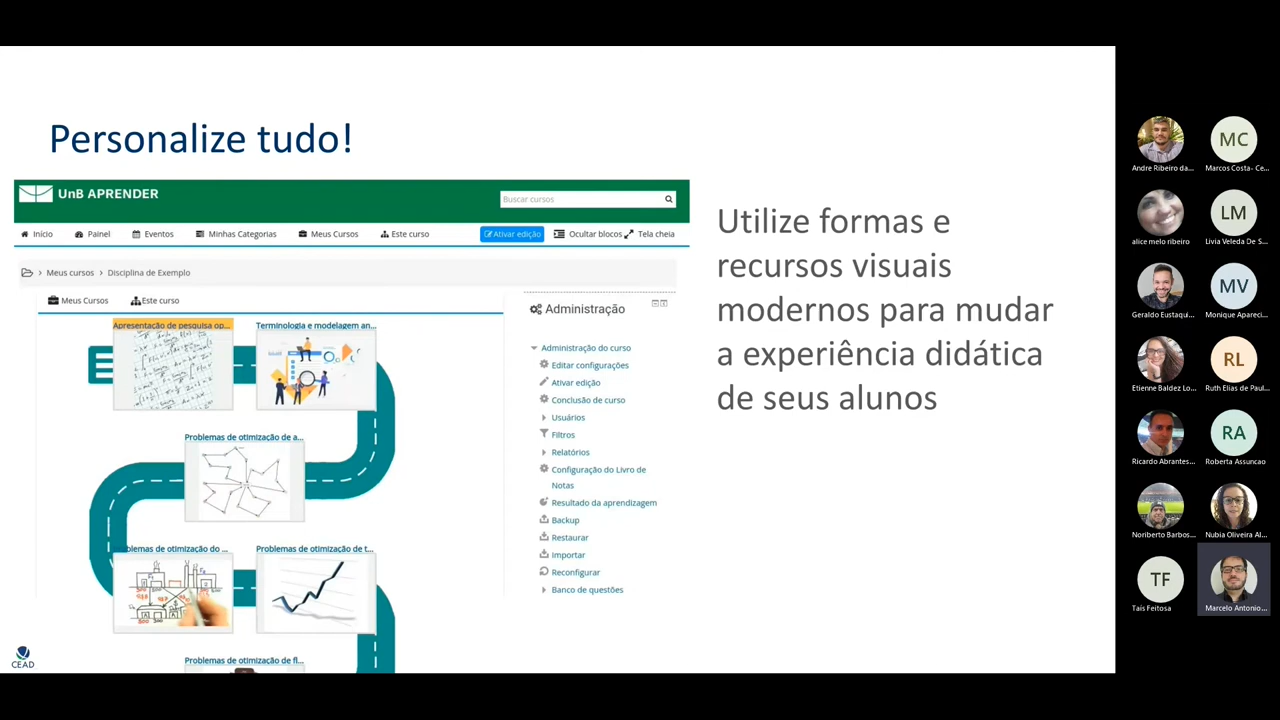 Personalize tudo!
UnB APRENDER
Buscar cursos
Início Painel Eventos Minhas Categorias Meus Cursos Este curso Ativar edição Ocultar blocos Tela cheia
Meus cursos Disciplina de Exemplo
Meus Cursos Este curso
Apresentação de pesquisa op...
Terminologia e modelagem an...
Problemas de otimização de a...
Problemas de otimização do ...
Problemas de otimização de t...
Problemas de otimização de fl...
Administração
Administração do curso
Editar configurações
Ativar edição
Conclusão de curso
Usuários
Filtros
Relatórios
Configuração do Livro de
Notas
Resultado da aprendizagem
Backup
Restaurar
Importar
Reconfigurar
Banco de questões
Utilize formas e
recursos visuais
modernos para mudar
a experiência didática
de seus alunos
CEAD
Andre Ribeiro da...
MC
Marcos Costa- Ce...
alice melo ribeiro
LM
Livia Veleda De S...
Geraldo Eustaqui...
MV
Monique Apareci...
Etienne Baldez Lo...
RL
Ruth Elias de Paul...
Ricardo Abrantes...
RA
Roberta Assuncao
Noriberto Barbos...
Nubia Oliveira Al...
TF
Taís Feitosa
Marcelo Antonio...